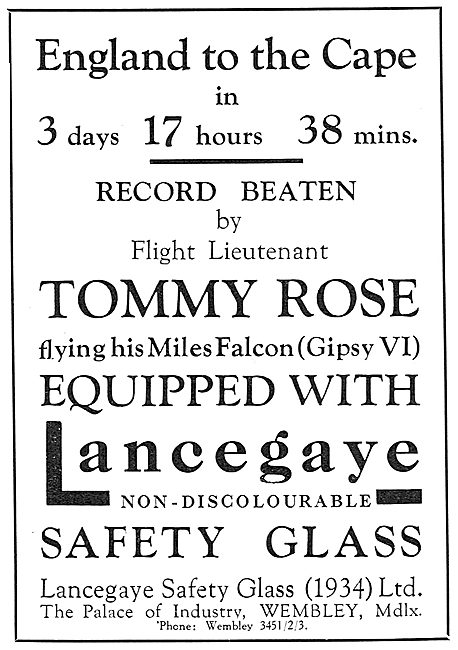 England to the Cape
in
3 days 17 hours 38 mins.
RECORD BEATEN
by
Flight Lieutenant
TOMMY ROSE
flying his Miles Falcon (Gipsy VI)
EQUIPPED WITH
Lancegaye
NON-DISCOLOURABLE
SAFETY GLASS
Lancegaye Safety Glass (1934) Ltd.
The Palace of Industry, WEMBLEY, Mdlx.
'Phone: Wembley 3451/2/3.